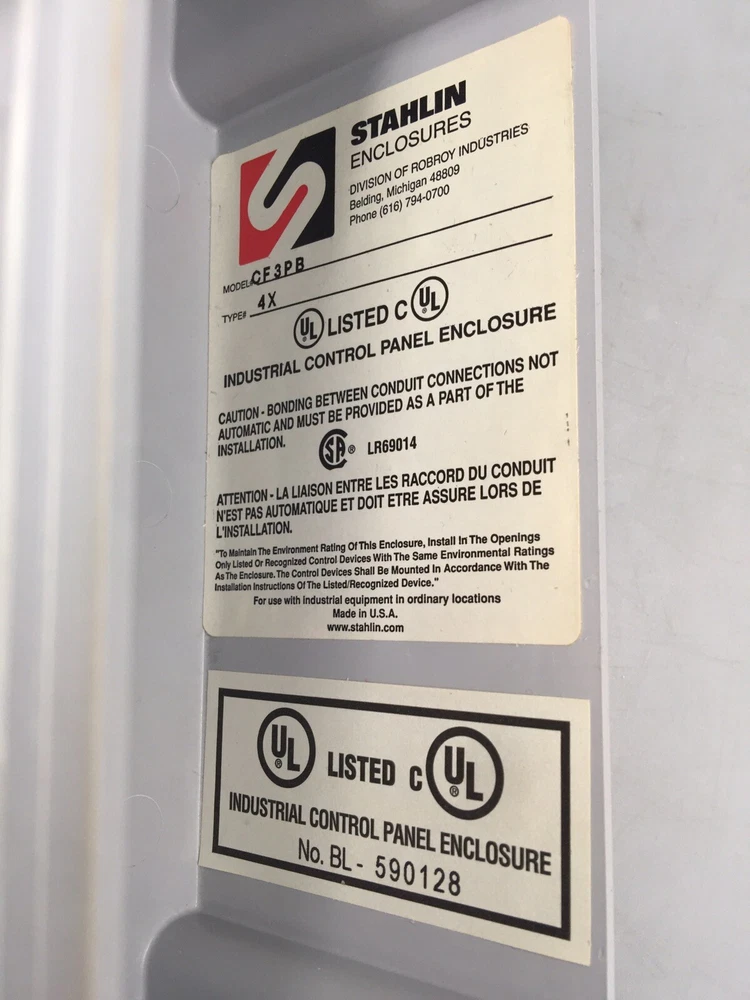 STAHLIN
ENCLOSURES
DIVISION OF ROBROY INDUSTRIES
Belding, Michigan 48809
Phone (616) 794-0700
MODEL# CF3PB
TYPE# 4X
UL ® LISTED C UL ®
INDUSTRIAL CONTROL PANEL ENCLOSURE
CAUTION - BONDING BETWEEN CONDUIT CONNECTIONS NOT
AUTOMATIC AND MUST BE PROVIDED AS A PART OF THE
INSTALLATION.
SA ® LR69014
ATTENTION - LA LIAISON ENTRE LES RACCORD DU CONDUIT
N'EST PAS AUTOMATIQUE ET DOIT ETRE ASSURE LORS DE
L'INSTALLATION.
"To Maintain The Environment Rating Of This Enclosure, Install In The Openings
Only Listed Or Recognized Control Devices With The Same Environmental Ratings
As The Enclosure. The Control Devices Shall Be Mounted In Accordance With The
Installation Instructions Of The Listed/Recognized Device."
For use with industrial equipment in ordinary locations
Made in U.S.A.
www.stahlin.com
UL ® LISTED C UL ®
INDUSTRIAL CONTROL PANEL ENCLOSURE
No. BL - 590128